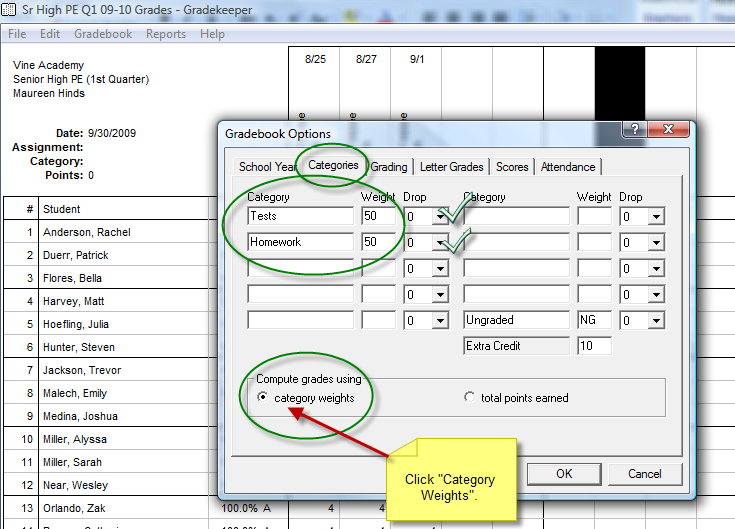 Sr High PE Q1 09-10 Grades - Gradekeeper
File Edit Gradebook Reports Help
Vine Academy
Senior High PE (1st Quarter)
Maureen Hinds
8/25 8/27 9/1
Date: 9/30/2009
Assignment:
Category:
Points: 0
# Student
1 Anderson, Rachel
2 Duerr, Patrick
3 Flores, Bella
4 Harvey, Matt
5 Hoefling, Julia
6 Hunter, Steven
7 Jackson, Trevor
8 Malech, Emily
9 Medina, Joshua
10 Miller, Alyssa
11 Miller, Sarah
12 Near, Wesley
13 Orlando, Zak 100.0% A 4 4 4
100.0% A
Gradebook Options
? X
School Year Categories Grading Letter Grades Scores Attendance
Category Weight Drop Category Weight Drop
Tests 50 0 0
Homework 50 0 0
0 0
0 0
0 Ungraded NG 0
Extra Credit 10
Compute grades using
category weights total points earned
OK Cancel
Click "Category
Weights".